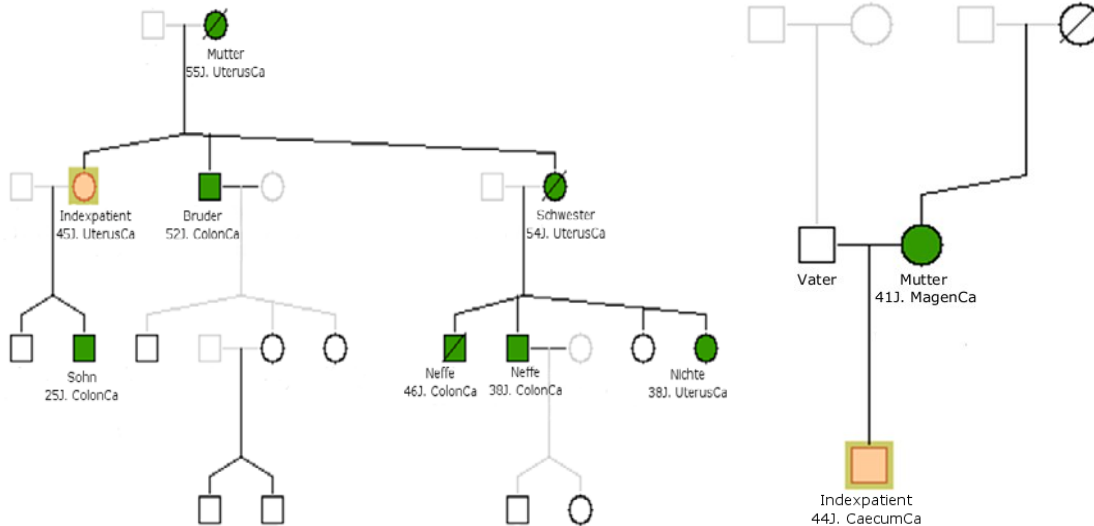 Mutter
55J. UterusCa
Indexpatient
45J. UterusCa
Bruder
52J. ColonCa
Schwester
54J. UterusCa
Sohn
25J. ColonCa
Neffe
46J. ColonCa
Neffe
38J. ColonCa
Nichte
38J. UterusCa
Vater
Mutter
41J. MagenCa
Indexpatient
44J. CaecumCa